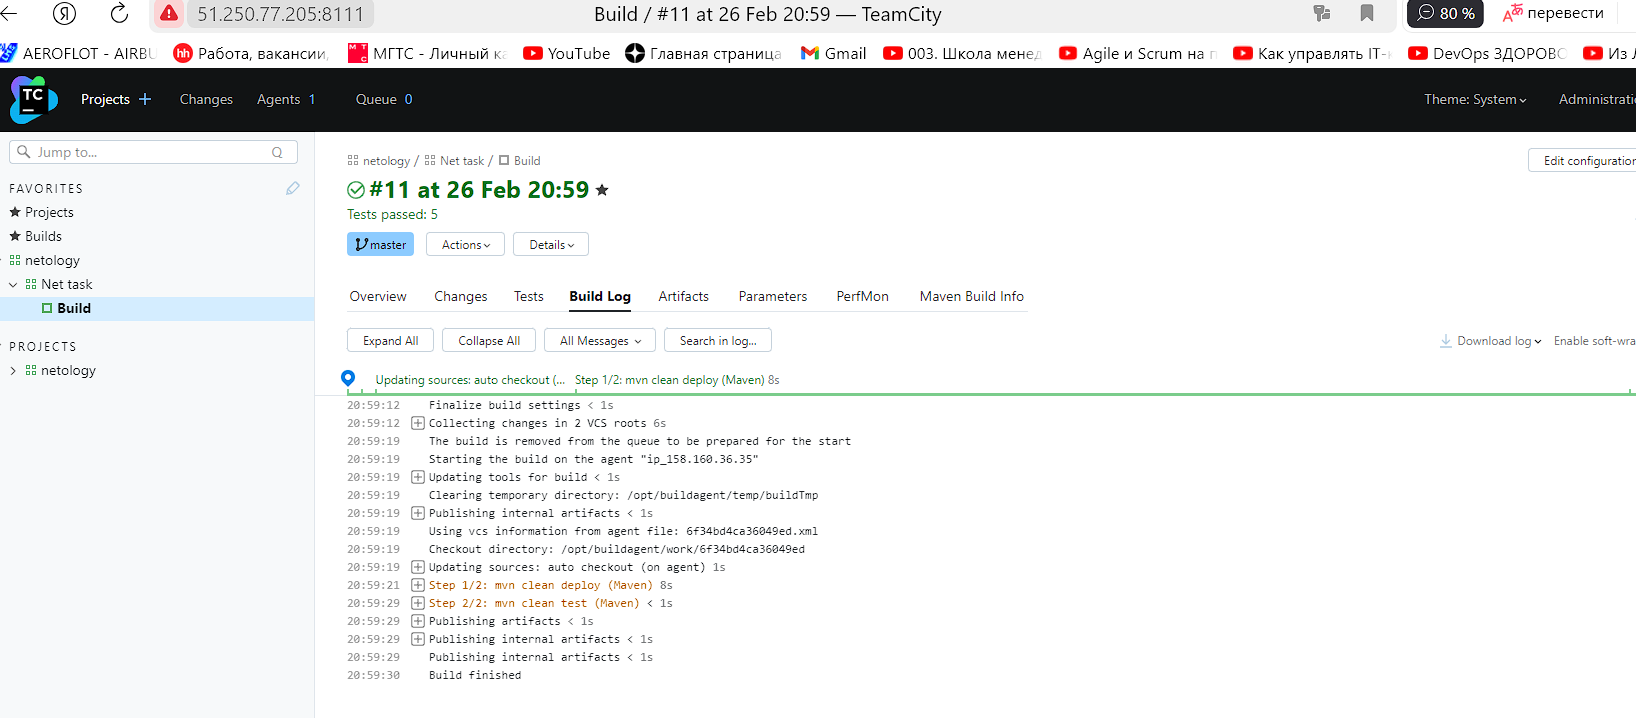 51.250.77.205:8111 Build / #11 at 26 Feb 20:59 — TeamCity 80 % перевести
AEROFLOT - AIRBU hh Работа, вакансии, МГТС - Личный ка YouTube Главная страница Gmail 003. Школа менед Agile и Scrum на п Как управлять IT- DevOps ЗДОРОВО Из Л
TC Projects + Changes Agents 1 Queue 0 Theme: System Administrati
Jump to... Q
netology / Net task / Build
Edit configuration
FAVORITES
#11 at 26 Feb 20:59
Projects
Tests passed: 5
Builds
master Actions Details
netology
Net task
Build
Overview Changes Tests Build Log Artifacts Parameters PerfMon Maven Build Info
PROJECTS
Expand All Collapse All All Messages Search in log... Download log Enable soft-wra
netology
Updating sources: auto checkout (... Step 1/2: mvn clean deploy (Maven) 8s
20:59:12 Finalize build settings < 1s
20:59:12 Collecting changes in 2 VCS roots 6s
20:59:19 The build is removed from the queue to be prepared for the start
20:59:19 Starting the build on the agent "ip_158.160.36.35"
20:59:19 Updating tools for build < 1s
20:59:19 Clearing temporary directory: /opt/buildagent/temp/buildTmp
20:59:19 Publishing internal artifacts < 1s
20:59:19 Using vcs information from agent file: 6f34bd4ca36049ed.xml
20:59:19 Checkout directory: /opt/buildagent/work/6f34bd4ca36049ed
20:59:19 Updating sources: auto checkout (on agent) 1s
20:59:21 Step 1/2: mvn clean deploy (Maven) 8s
20:59:29 Step 2/2: mvn clean test (Maven) < 1s
20:59:29 Publishing artifacts < 1s
20:59:29 Publishing internal artifacts < 1s
20:59:29 Publishing internal artifacts < 1s
20:59:30 Build finished